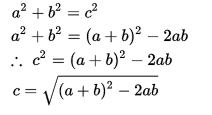 a² + b² = c²
a² + b² = (a + b)² − 2ab
∴ c² = (a + b)² − 2ab
c = √((a + b)² − 2ab)